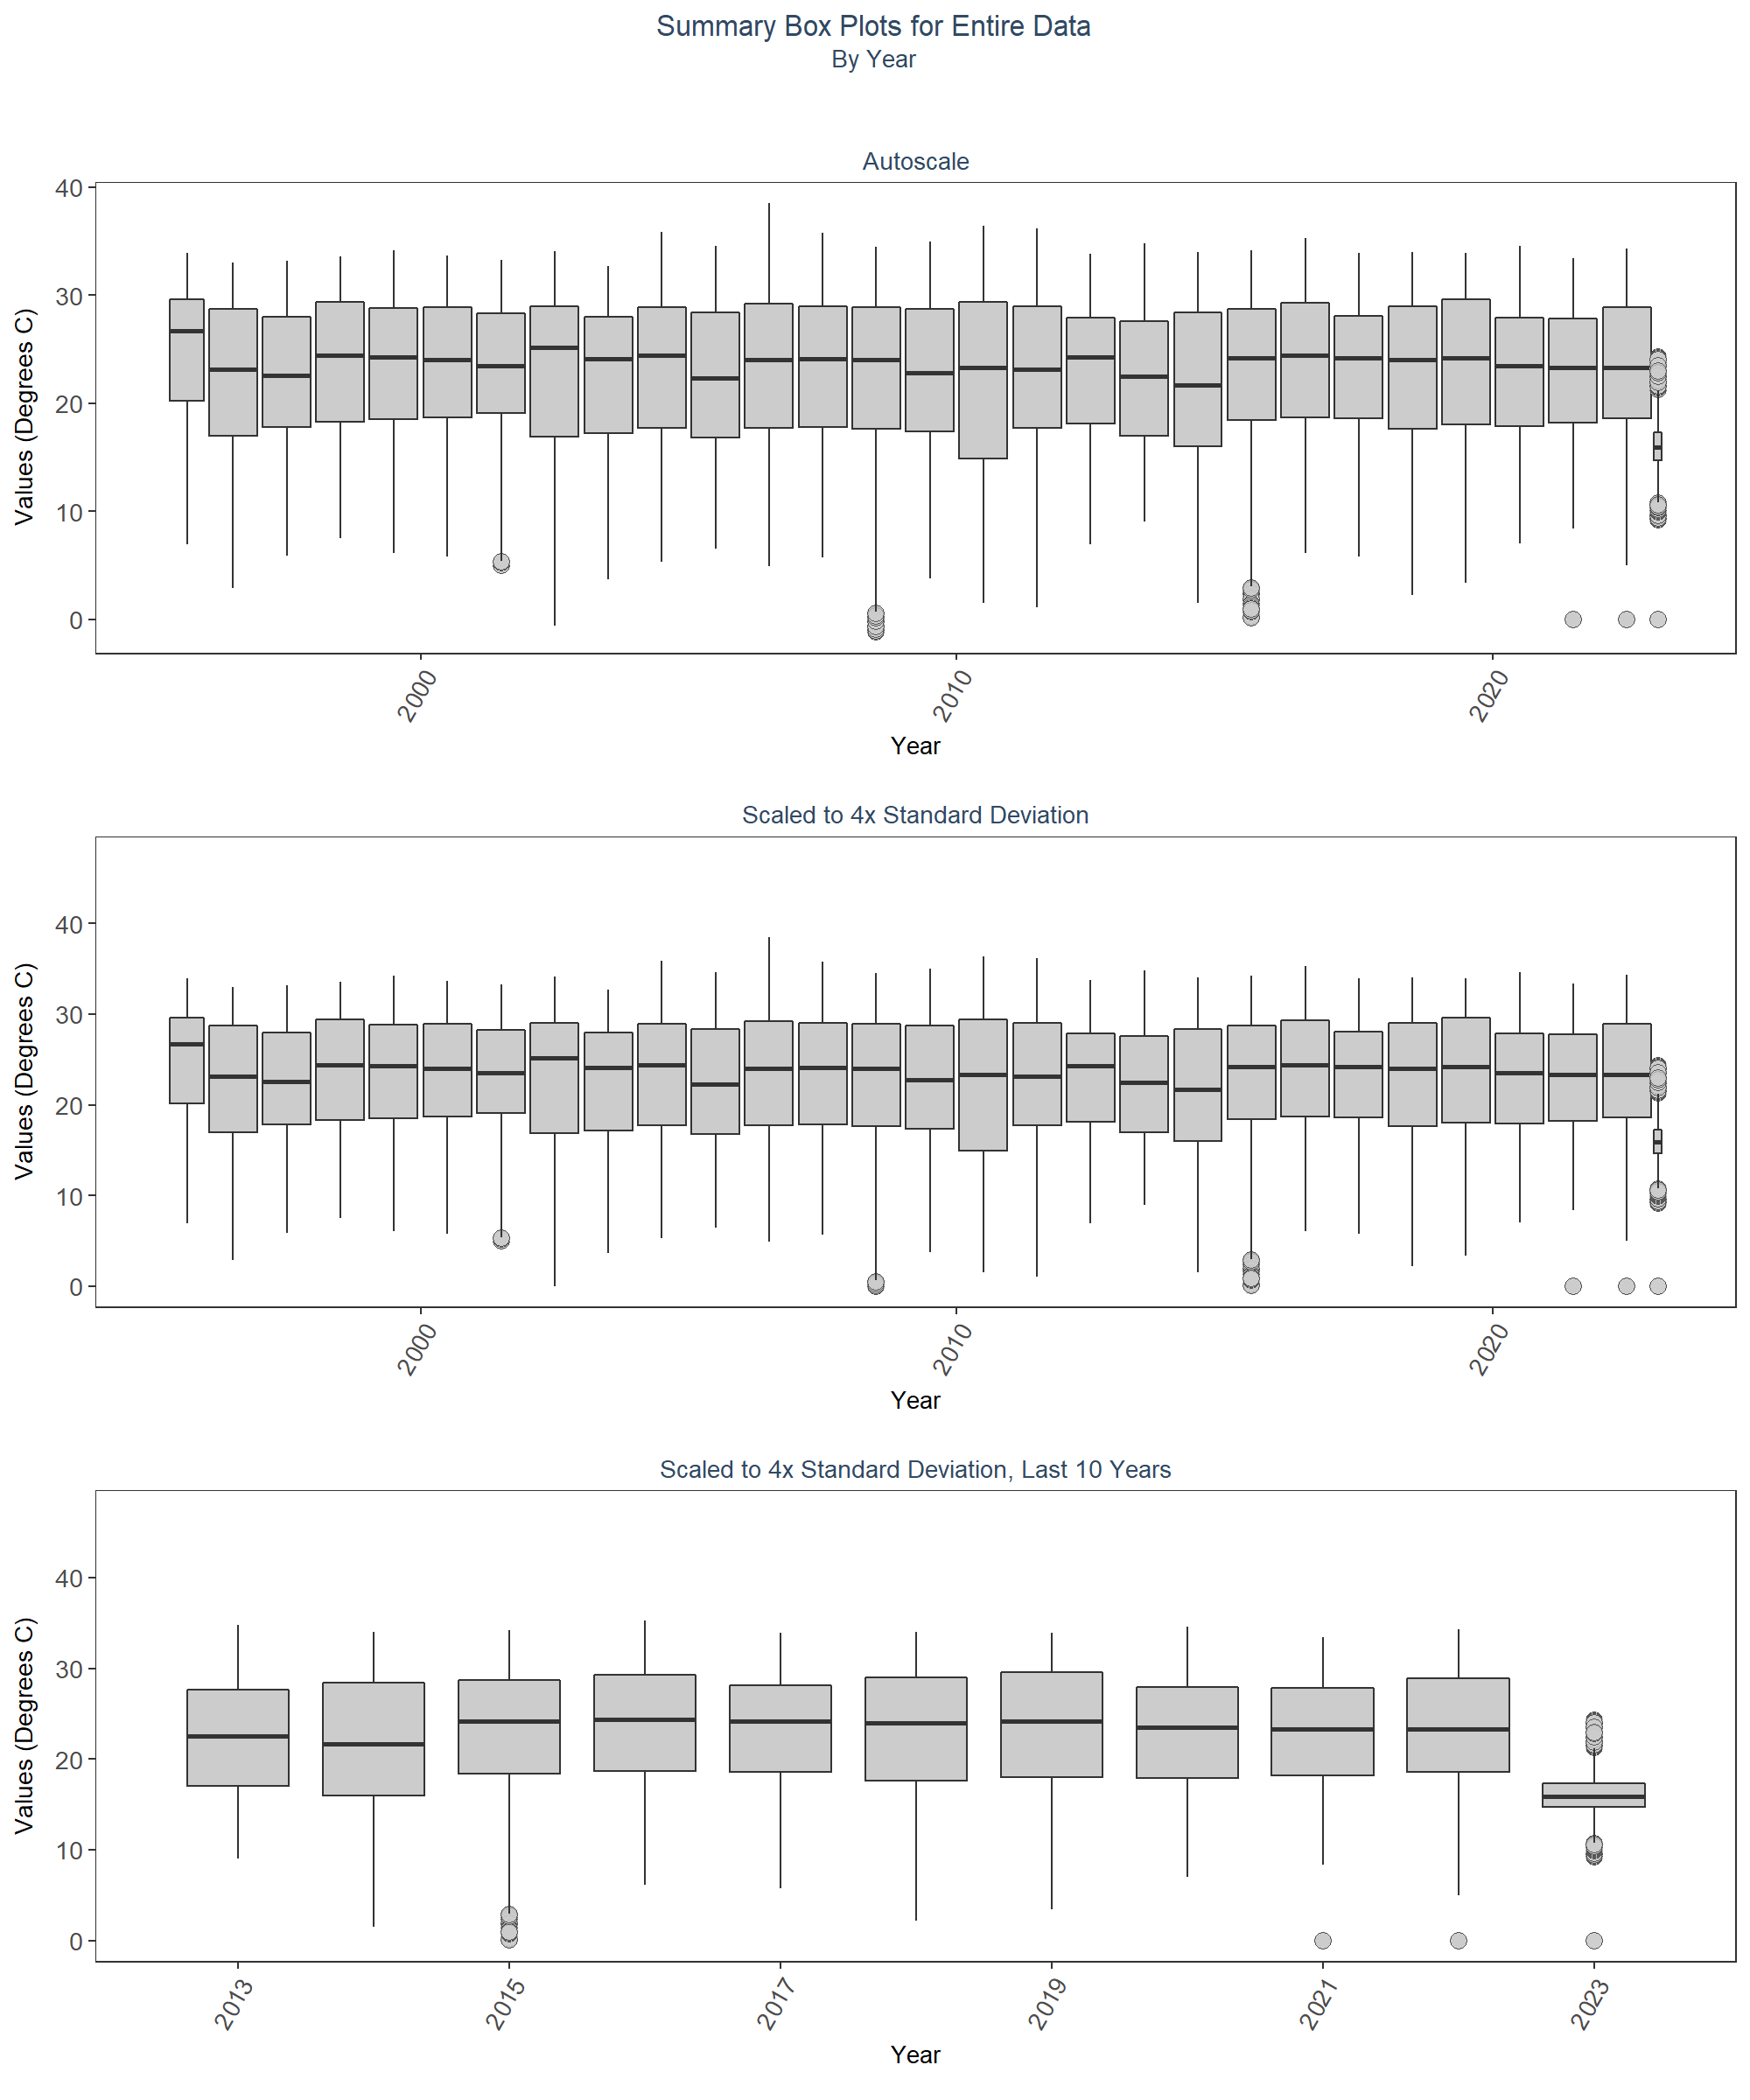 Summary Box Plots for Entire Data
By Year
Autoscale
Values (Degrees C)
40
30
20
10
0
2000
2010
2020
Year
Scaled to 4x Standard Deviation
Values (Degrees C)
40
30
20
10
0
2000
2010
2020
Year
Scaled to 4x Standard Deviation, Last 10 Years
Values (Degrees C)
40
30
20
10
0
2013
2015
2017
2019
2021
2023
Year